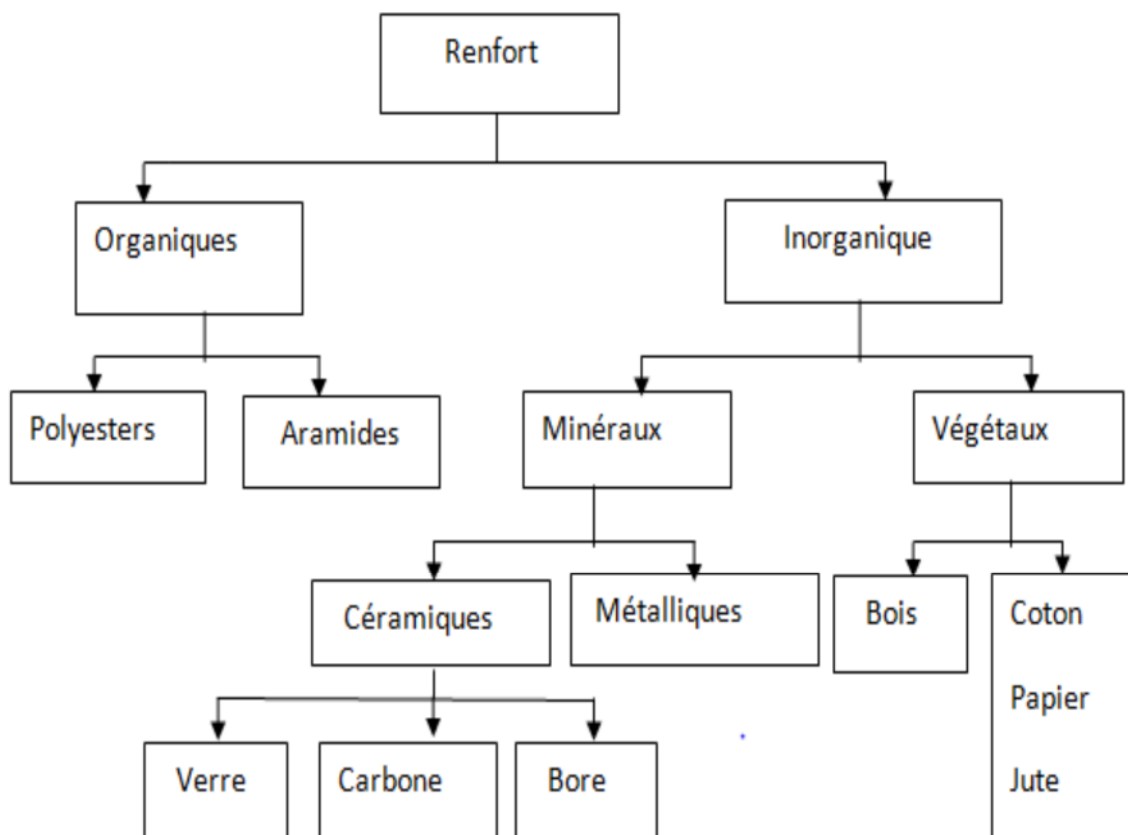 Renfort
Organiques
Inorganique
Polyesters
Aramides
Minéraux
Végétaux
Céramiques
Métalliques
Bois
Coton
Papier
Jute
Verre
Carbone
Bore